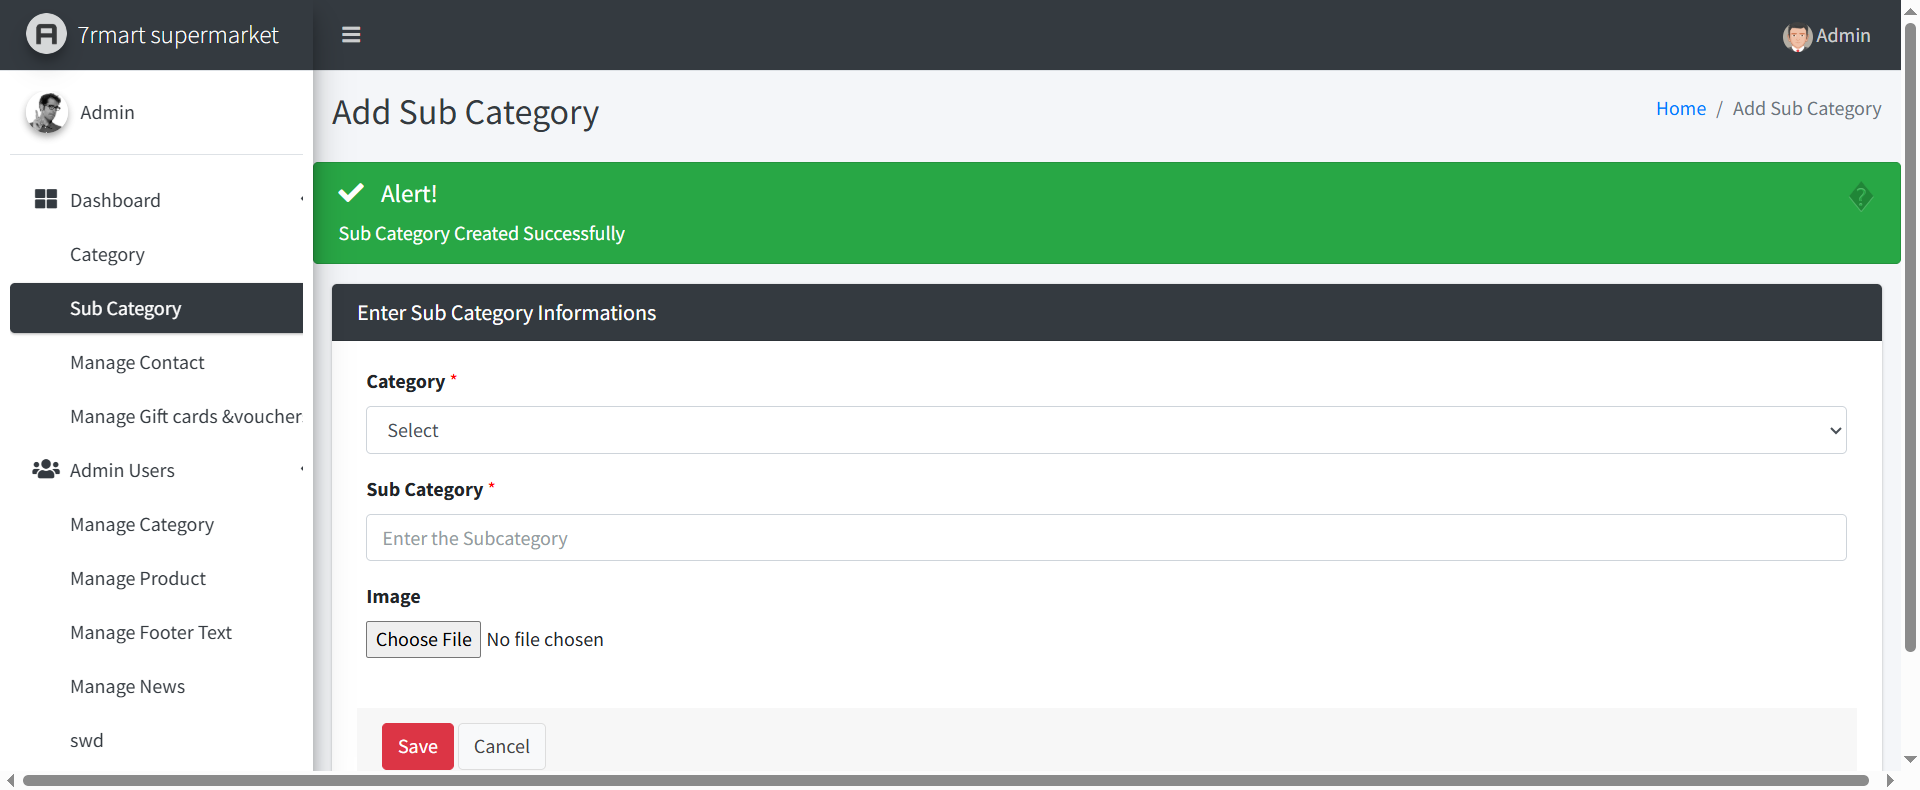 7rmart supermarket
Admin
Admin
Add Sub Category
Home / Add Sub Category
Dashboard
Category
Sub Category
Manage Contact
Manage Gift cards &voucher
Admin Users
Manage Category
Manage Product
Manage Footer Text
Manage News
swd
Alert!
Sub Category Created Successfully
Enter Sub Category Informations
Category *
Select
Sub Category *
Enter the Subcategory
Image
Choose File No file chosen
Save Cancel